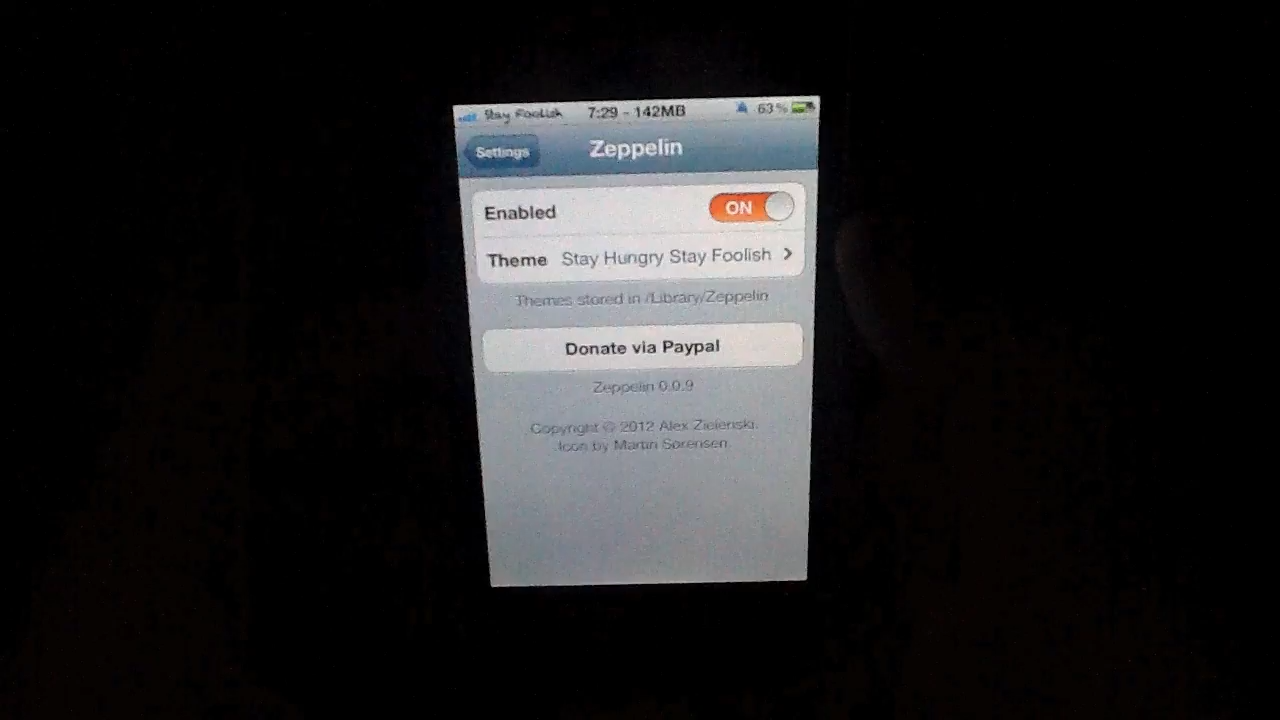 Stay Foolish 7:29 - 142MB 63%
Settings Zeppelin
Enabled ON
Theme Stay Hungry Stay Foolish
Themes stored in /Library/Zeppelin
Donate via Paypal
Zeppelin 0.0.9
Copyright © 2012 Alex Zielenski.
Icon by Martin Sørensen